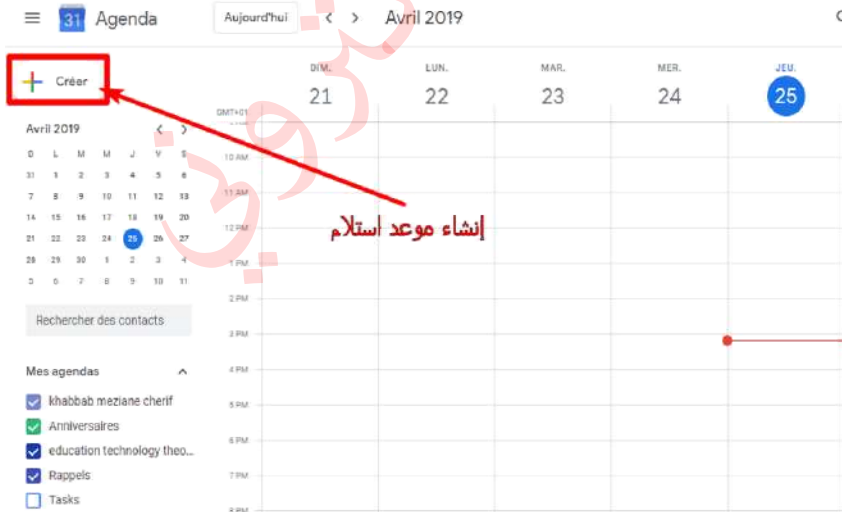 31 Agenda Aujourd'hui < > Avril 2019
Créer
DIM. LUN. MAR. MER. JEU.
21 22 23 24 25
GMT+01
Avril 2019 < >
D L M M J V S
31 1 2 3 4 5 6
7 8 9 10 11 12 13
14 15 16 17 18 19 20
21 22 23 24 25 26 27
28 29 30 1 2 3 4
5 6 7 8 9 10 11
10 AM
11 AM
12 PM
إنشاء موعد استلام
1 PM
2 PM
Rechercher des contacts
3 PM
Mes agendas
4 PM
khabbab meziane cherif
5 PM
Anniversaires
6 PM
education technology theo...
Rappels
7 PM
Tasks
8 PM